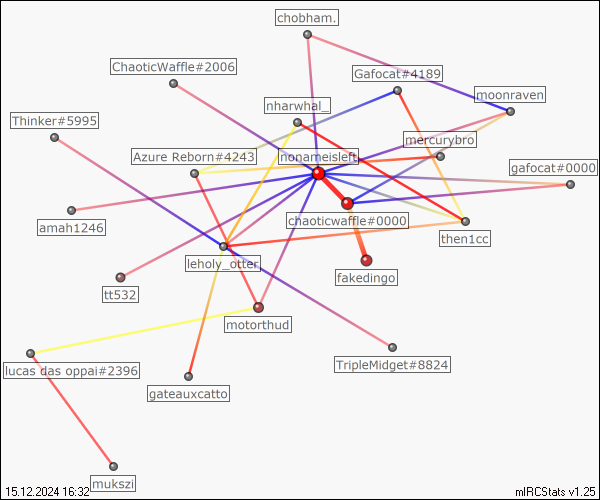 chobham.
ChaoticWaffle#2006
Gafocat#4189
moonraven
nharwhal_
Thinker#5995
mercurybro
Azure Reborn#4243
nonameisleft
gafocat#0000
chaoticwaffle#0000
amah1246
then1cc
leholy_otter
fakedingo
tt532
motorthud
TripleMidget#8824
lucas das oppai#2396
gateauxcatto
mukszi
15.12.2024 16:32
mIRCStats v1.25